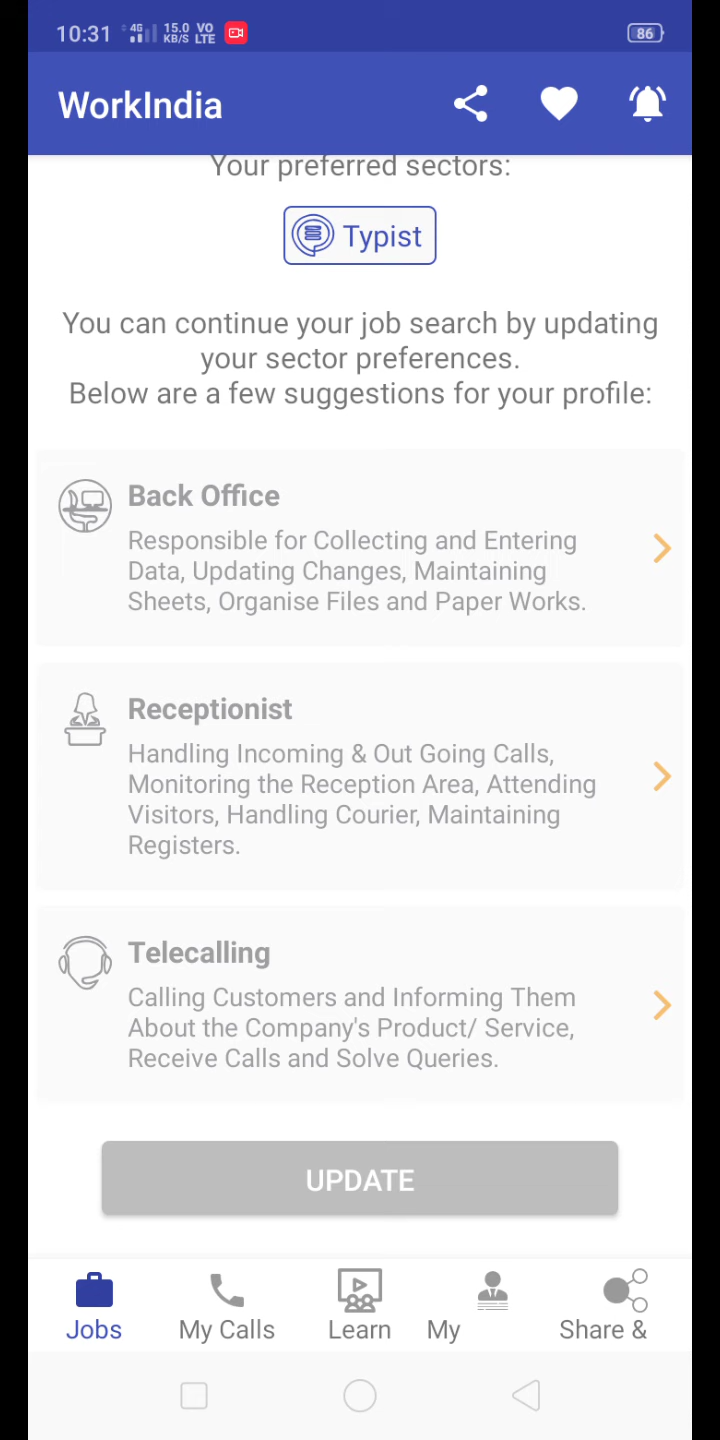 10:31 4G 15.0 KB/S VO LTE 86
WorkIndia
Your preferred sectors:
Typist
You can continue your job search by updating
your sector preferences.
Below are a few suggestions for your profile:
Back Office
Responsible for Collecting and Entering
Data, Updating Changes, Maintaining
Sheets, Organise Files and Paper Works.
Receptionist
Handling Incoming & Out Going Calls,
Monitoring the Reception Area, Attending
Visitors, Handling Courier, Maintaining
Registers.
Telecalling
Calling Customers and Informing Them
About the Company's Product/ Service,
Receive Calls and Solve Queries.
UPDATE
Jobs My Calls Learn My Share &